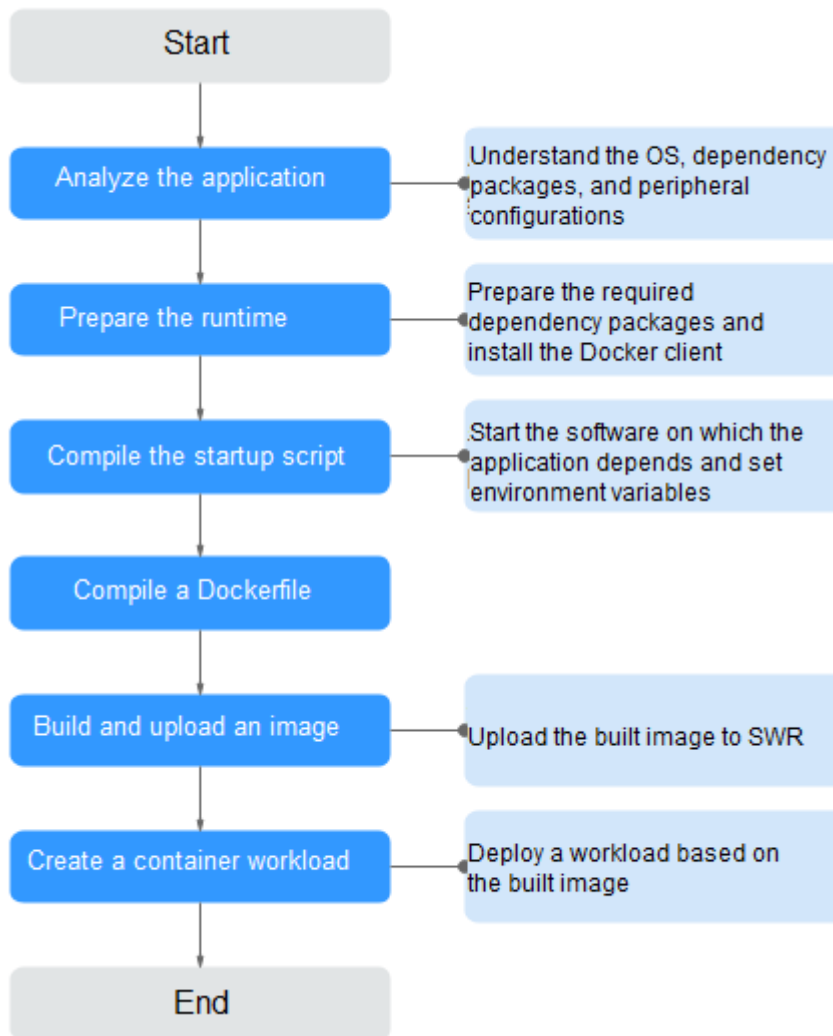 Start
Analyze the application
Understand the OS, dependency
packages, and peripheral
configurations
Prepare the runtime
Prepare the required
dependency packages and
install the Docker client
Compile the startup script
Start the software on which the
application depends and set
environment variables
Compile a Dockerfile
Build and upload an image
Upload the built image to SWR
Create a container workload
Deploy a workload based on
the built image
End